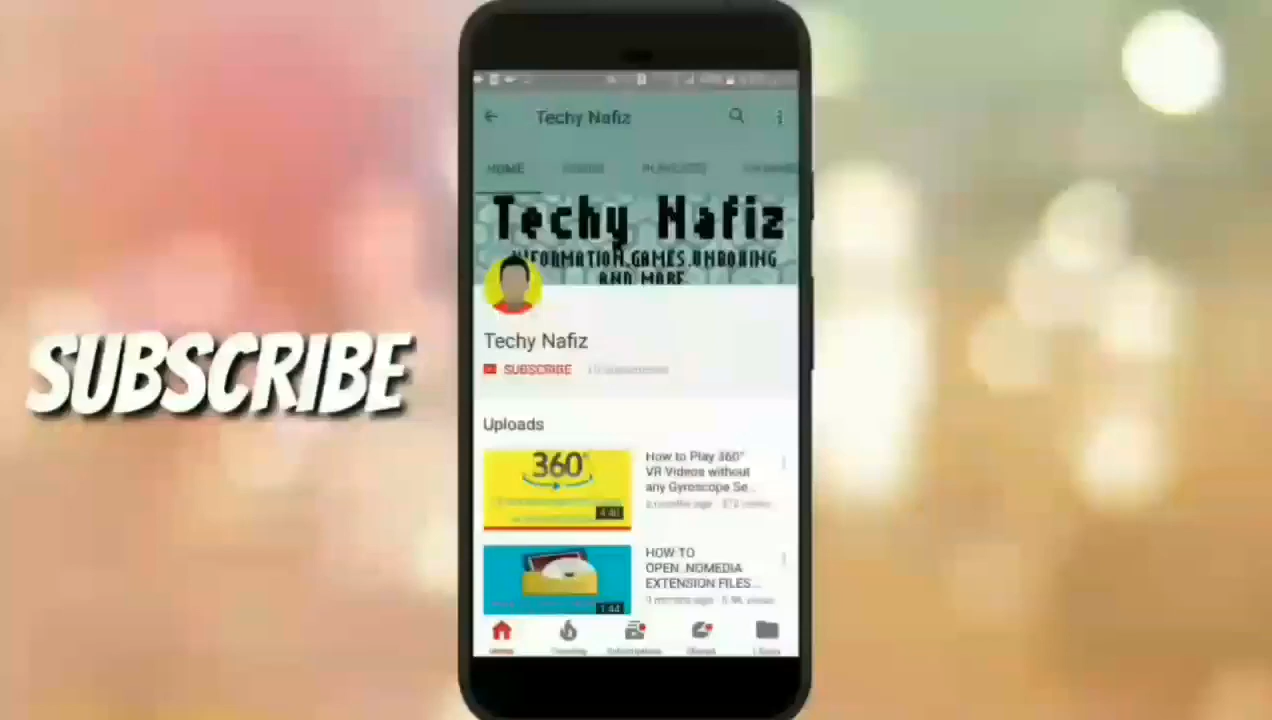 Techy Nafiz
HOME
PLAYLISTS
Techy Nafiz
INFORMATION,GAMES,UNBOXING
AND MORE
SUBSCRIBE
Techy Nafiz
SUBSCRIBE
Uploads
360°
4:40
How to Play 360°
VR Videos without
any Gyroscope Se...
HOW TO
OPEN .NOMEDIA
EXTENSION FILES...
1:44